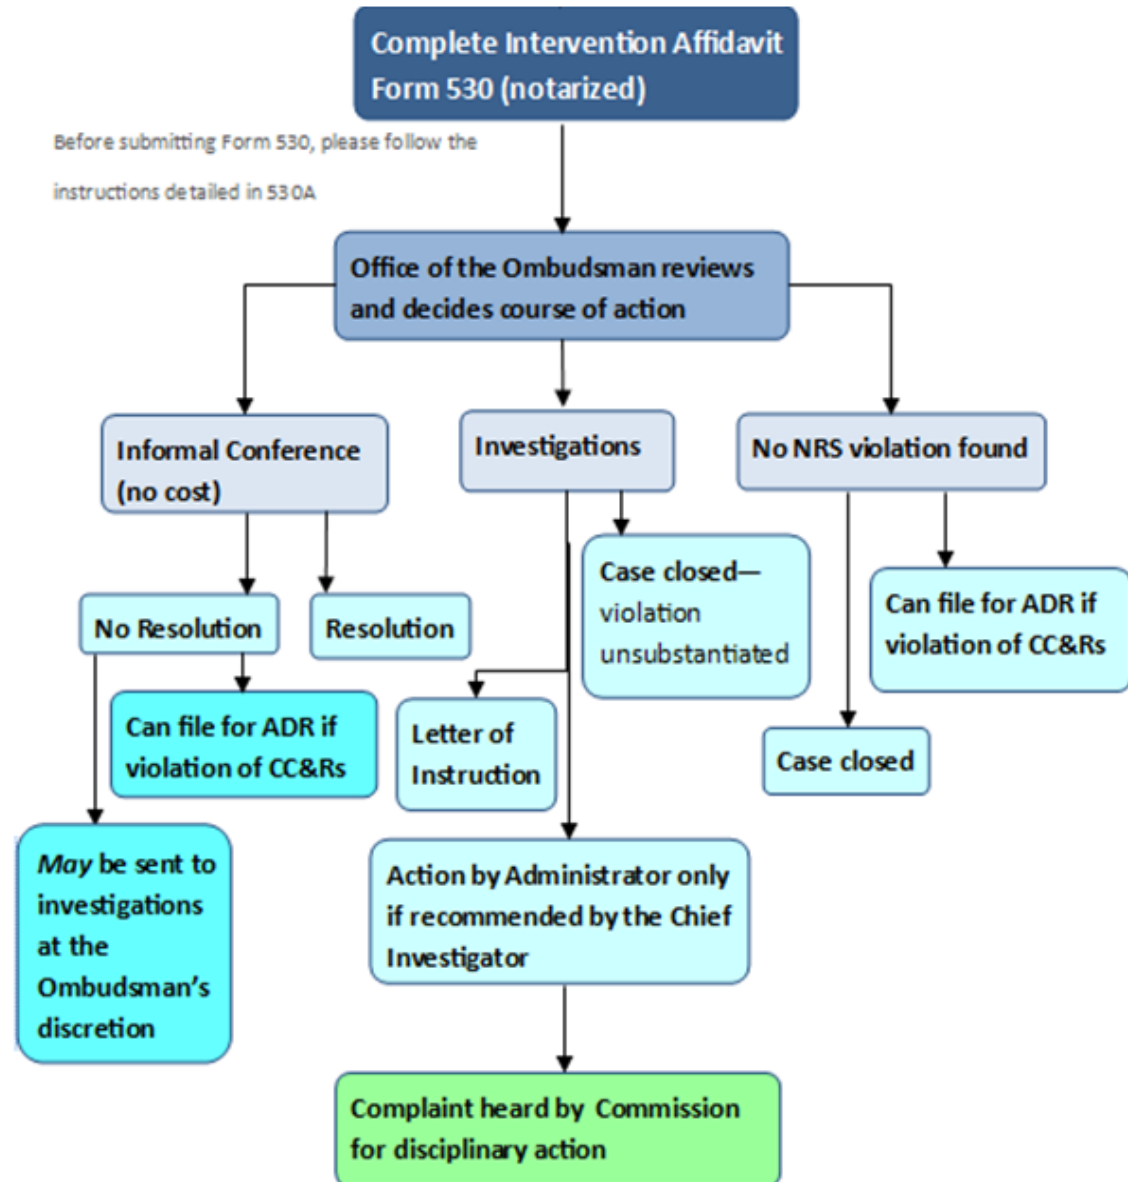 Complete Intervention Affidavit
Form 530 (notarized)
Before submitting Form 530, please follow the
instructions detailed in 530A
Office of the Ombudsman reviews
and decides course of action
Informal Conference
(no cost)
Investigations
No NRS violation found
No Resolution
Resolution
Case closed—
violation
unsubstantiated
Can file for ADR if
violation of CC&Rs
Can file for ADR if
violation of CC&Rs
Letter of
Instruction
Case closed
May be sent to
investigations
at the
Ombudsman’s
discretion
Action by Administrator only
if recommended by the Chief
Investigator
Complaint heard by Commission
for disciplinary action